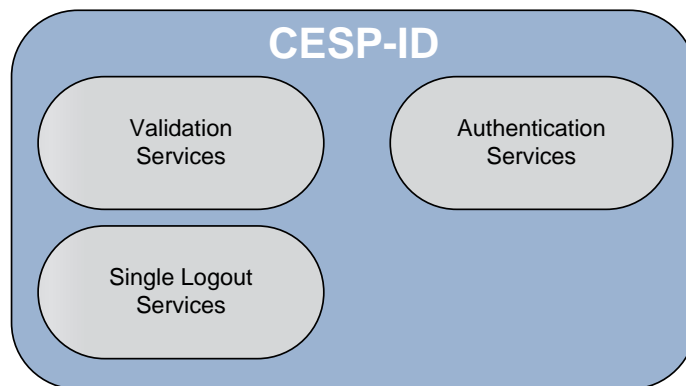 CESP-ID
Validation
Services
Authentication
Services
Single Logout
Services